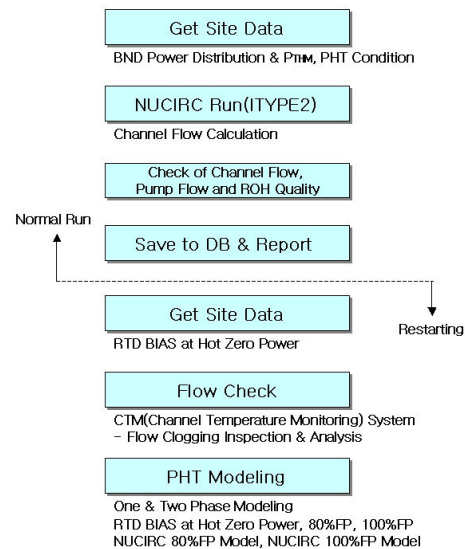 Get Site Data
BND Power Distribution & PTHM, PHT Condition
NUCIRC Run(ITYPE2)
Channel Flow Calculation
Check of Channel Flow,
Pump Flow and ROH Quality
Normal Run
Save to DB & Report
Get Site Data
Restarting
RTD BIAS at Hot Zero Power
Flow Check
CTM(Channel Temperature Monitoring) System
- Flow Clogging Inspection & Analysis
PHT Modeling
One & Two Phase Modeling
RTD BIAS at Hot Zero Power, 80%FP, 100%FP
NUCIRC 80%FP Model, NUCIRC 100%FP Model